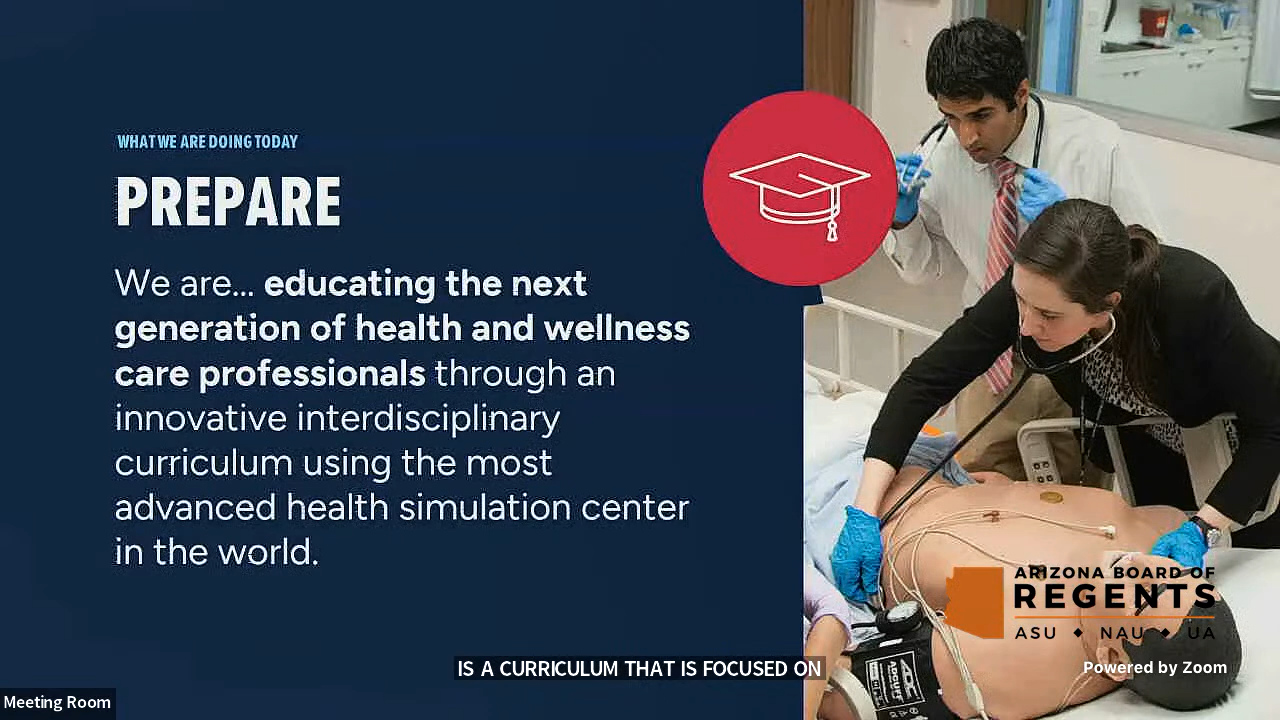 WHAT WE ARE DOING TODAY
PREPARE
We are... educating the next
generation of health and wellness
care professionals through an
innovative interdisciplinary
curriculum using the most
advanced health simulation center
in the world.
ARIZONA BOARD OF
REGENTS
ASU ◆ NAU ◆ UA
ADC
ADCUFF
IS A CURRICULUM THAT IS FOCUSED ON
Powered by Zoom
Meeting Room